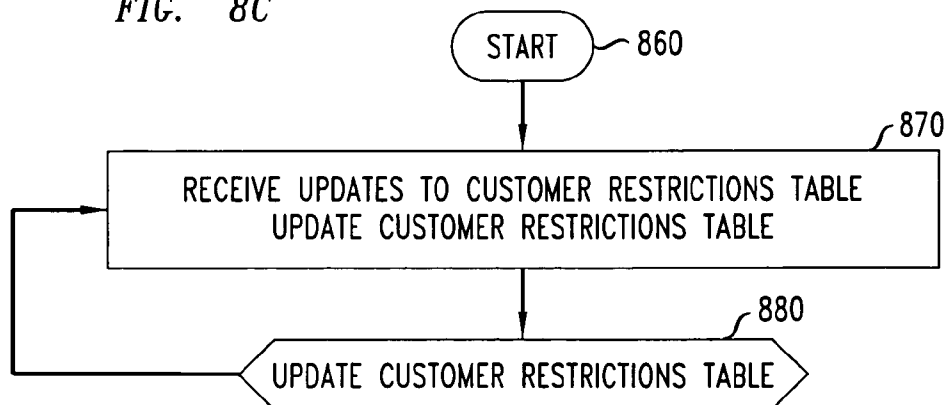 FIG. 8C
START
860
870
RECEIVE UPDATES TO CUSTOMER RESTRICTIONS TABLE
UPDATE CUSTOMER RESTRICTIONS TABLE
880
UPDATE CUSTOMER RESTRICTIONS TABLE